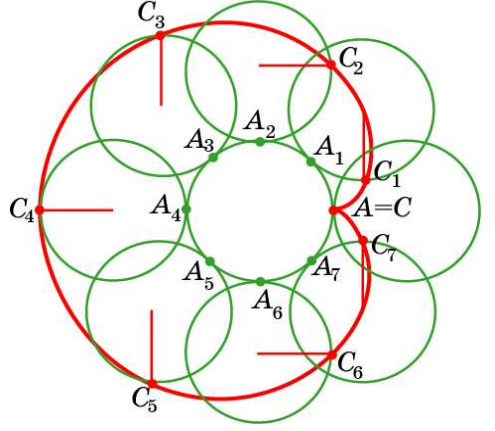 C₃
C₂
A₂
A₃
A₁
C₁
C₄
A₄
A=C
C₇
A₅
A₇
A₆
C₆
C₅